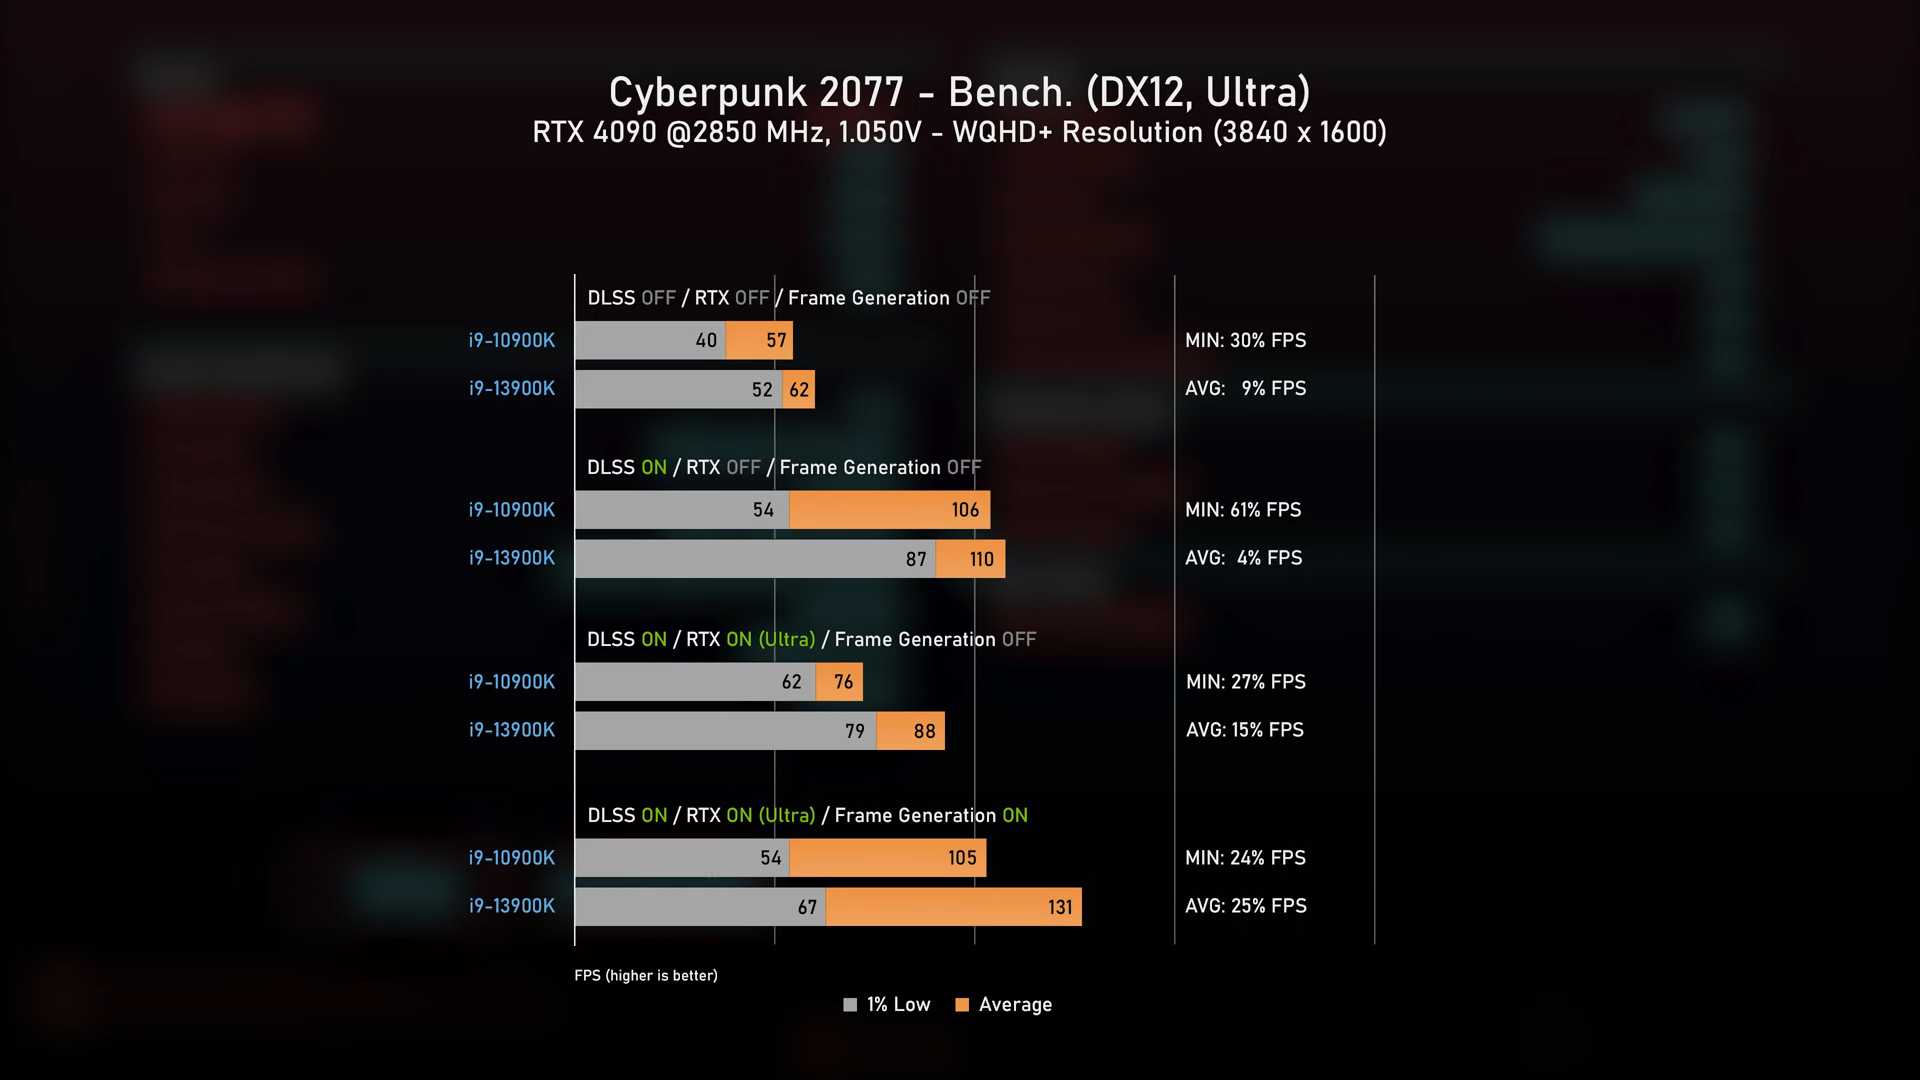 Cyberpunk 2077 - Bench. (DX12, Ultra)
RTX 4090 @2850 MHz, 1.050V - WQHD+ Resolution (3840 x 1600)
DLSS OFF / RTX OFF / Frame Generation OFF
i9-10900K 40 57 MIN: 30% FPS
i9-13900K 52 62 AVG: 9% FPS
DLSS ON / RTX OFF / Frame Generation OFF
i9-10900K 54 106 MIN: 61% FPS
i9-13900K 87 110 AVG: 4% FPS
DLSS ON / RTX ON (Ultra) / Frame Generation OFF
i9-10900K 62 76 MIN: 27% FPS
i9-13900K 79 88 AVG: 15% FPS
DLSS ON / RTX ON (Ultra) / Frame Generation ON
i9-10900K 54 105 MIN: 24% FPS
i9-13900K 67 131 AVG: 25% FPS
FPS (higher is better)
1% Low Average